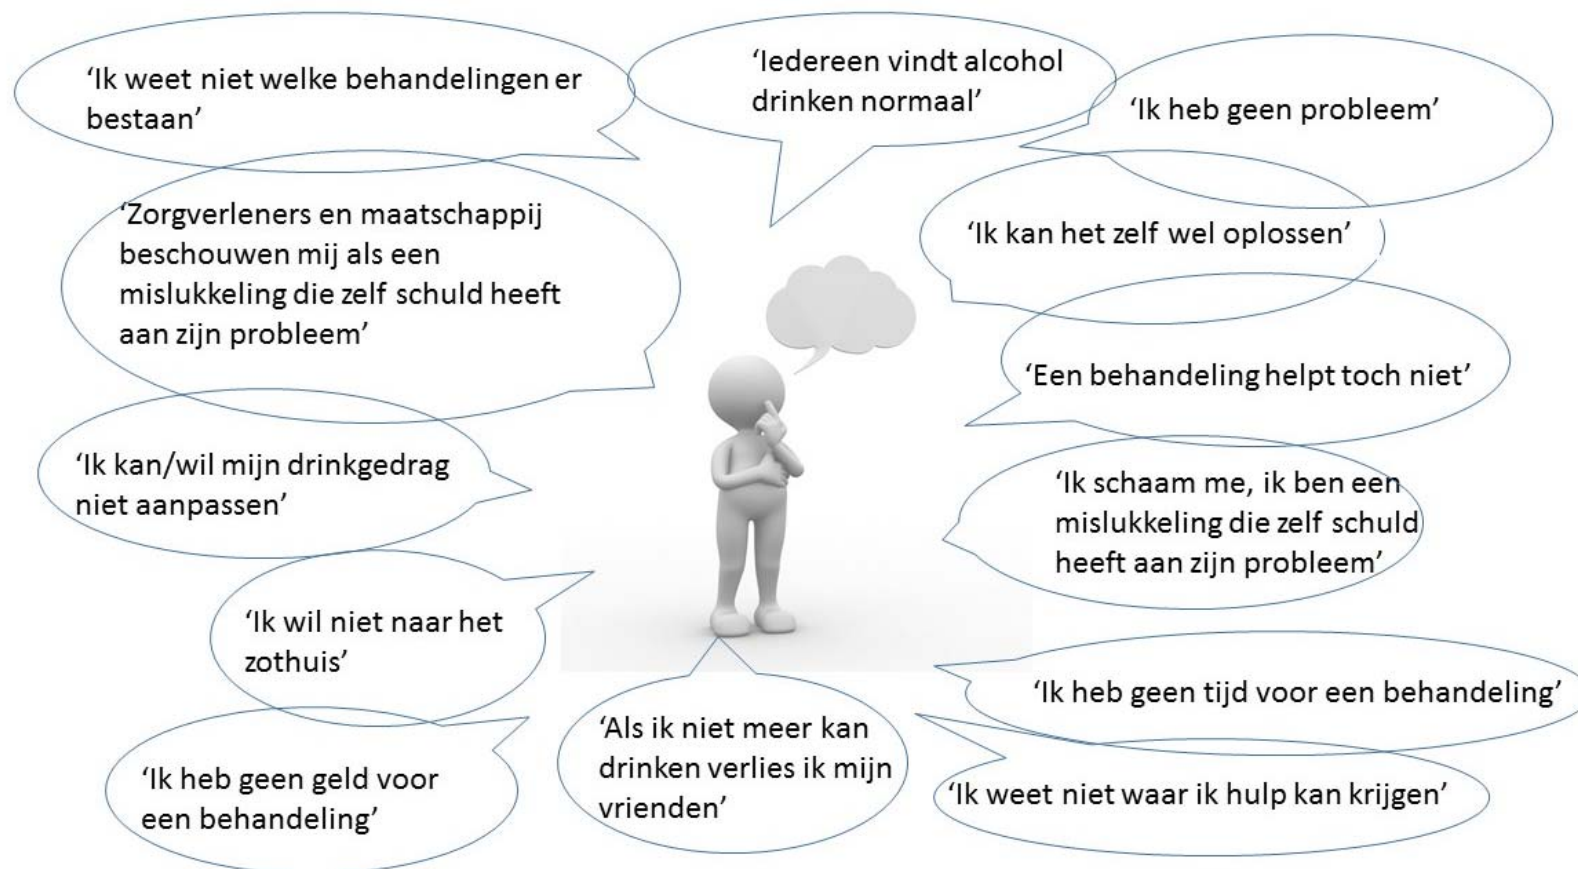 ‘Ik weet niet welke behandelingen er
bestaan’
‘Iedereen vindt alcohol
drinken normaal’
‘Ik heb geen probleem’
‘Zorgverleners en maatschappij
beschouwen mij als een
mislukkeling die zelf schuld heeft
aan zijn probleem’
‘Ik kan het zelf wel oplossen’
‘Een behandeling helpt toch niet’
‘Ik kan/wil mijn drinkgedrag
niet aanpassen’
‘Ik schaam me, ik ben een
mislukkeling die zelf schuld
heeft aan zijn probleem’
‘Ik wil niet naar het
zothuis’
‘Ik heb geen tijd voor een behandeling’
‘Ik heb geen geld voor
een behandeling’
‘Als ik niet meer kan
drinken verlies ik mijn
vrienden’
‘Ik weet niet waar ik hulp kan krijgen’